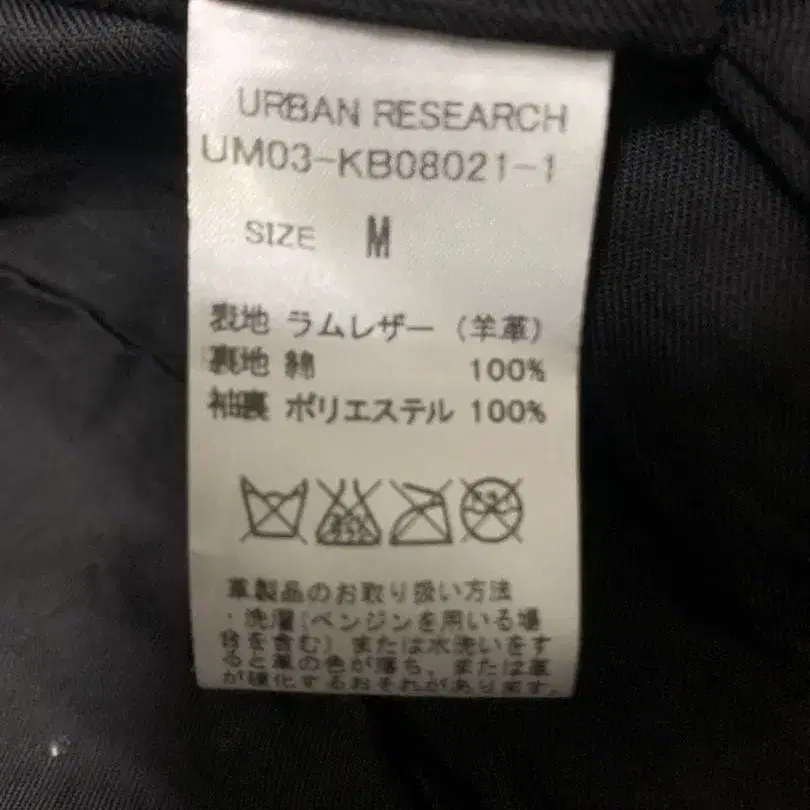 URBAN RESEARCH
UM03-KB08021-1
SIZE M
表地 ラムレザー (羊革)
裏地 綿 100%
袖裏 ポリエステル 100%
革製品のお取り扱い方法
・洗濯(ベンジンを用いる場
合を含む)または水洗いをす
ると革の色が落ち、または革
が硬化するおそれがあります。